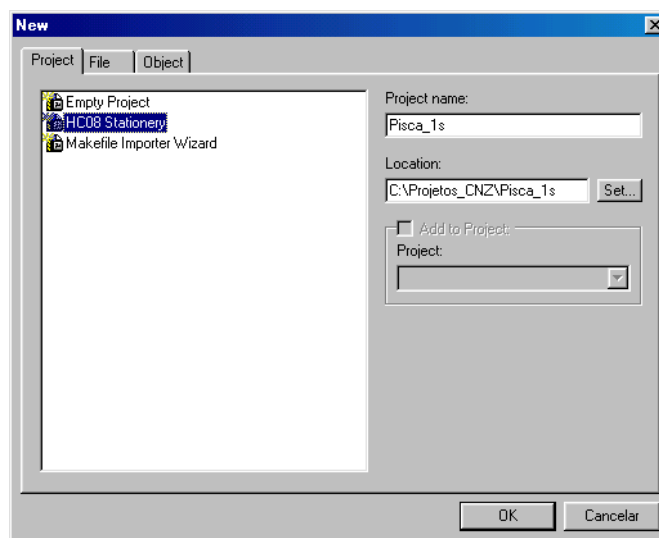 New
Project
File
Object
Empty Project
HC08 Stationery
Makefile Importer Wizard
Project name:
Pisca_1s
Location:
C:\Projetos_CNZ\Pisca_1s
Set...
Add to Project:
Project:
OK
Cancelar